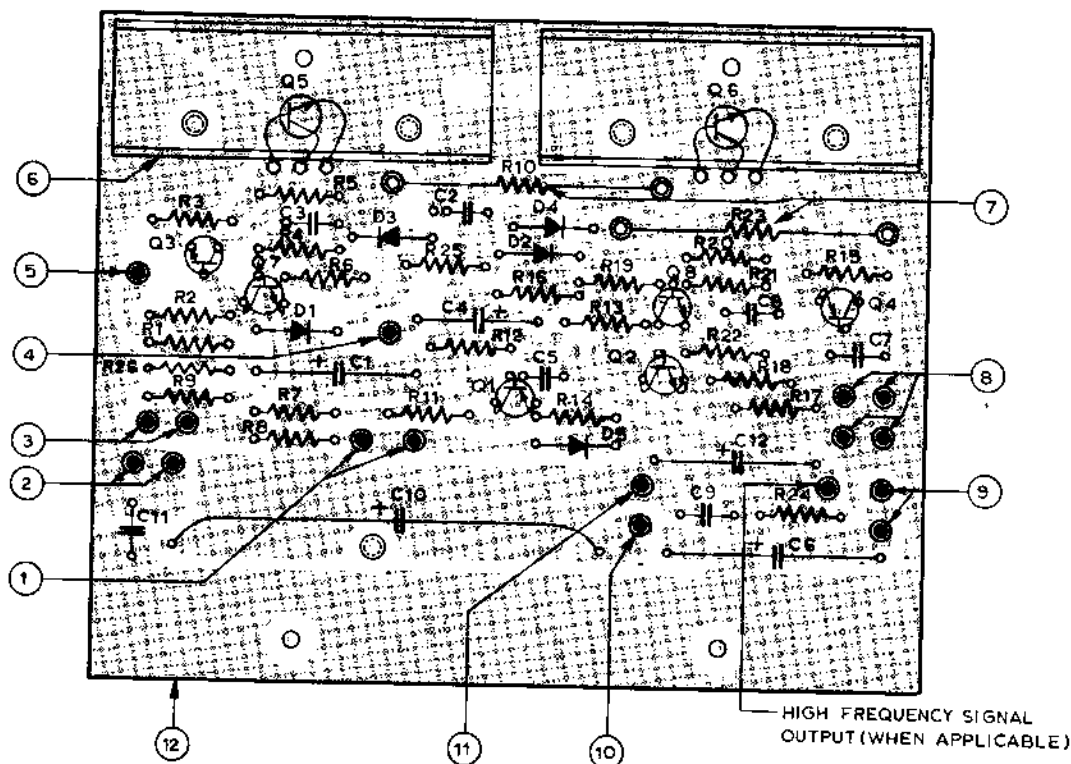 Q5
Q6
6
R5
R10
R3
C2
D4
7
C3
D3
R23
Q3
R4
D2
R20
5
R25
R6
R16
R19
Q8
R21
R15
Q7
R2
D1
C4
+
R13
C8
Q4
4
R1
R12
R22
C7
R26
+
C1
C5
Q2
R18
8
R9
Q1
R7
R11
R14
R17
3
R8
D5
C12
+
2
C10
+
C9
R24
9
+
C11
+
C6
1
12
11
10
HIGH FREQUENCY SIGNAL
OUTPUT (WHEN APPLICABLE)